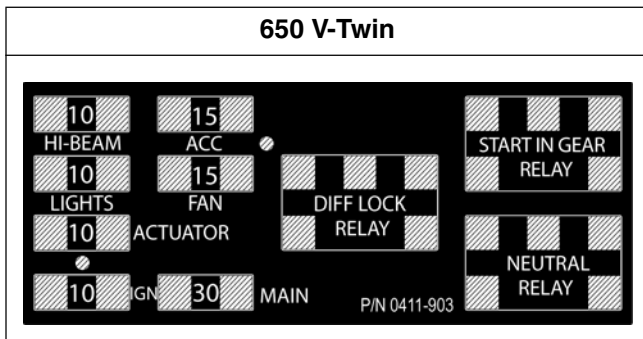 650 V-Twin
10 15
HI-BEAM ACC
10 15
LIGHTS FAN
10 ACTUATOR
10 IGN 30 MAIN
DIFF LOCK
RELAY
START IN GEAR
RELAY
NEUTRAL
RELAY
P/N 0411-903